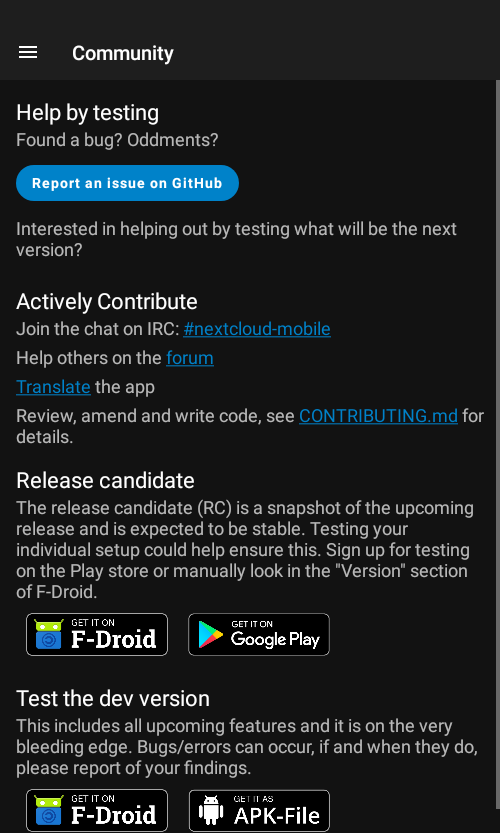 Community
Help by testing
Found a bug? Oddments?
Report an issue on GitHub
Interested in helping out by testing what will be the next
version?
Actively Contribute
Join the chat on IRC: #nextcloud-mobile
Help others on the forum
Translate the app
Review, amend and write code, see CONTRIBUTING.md for
details.
Release candidate
The release candidate (RC) is a snapshot of the upcoming
release and is expected to be stable. Testing your
individual setup could help ensure this. Sign up for testing
on the Play store or manually look in the "Version" section
of F-Droid.
GET IT ON
F-Droid
GET IT ON
Google Play
Test the dev version
This includes all upcoming features and it is on the very
bleeding edge. Bugs/errors can occur, if and when they do,
please report of your findings.
GET IT ON
F-Droid
GET IT AS
APK-File